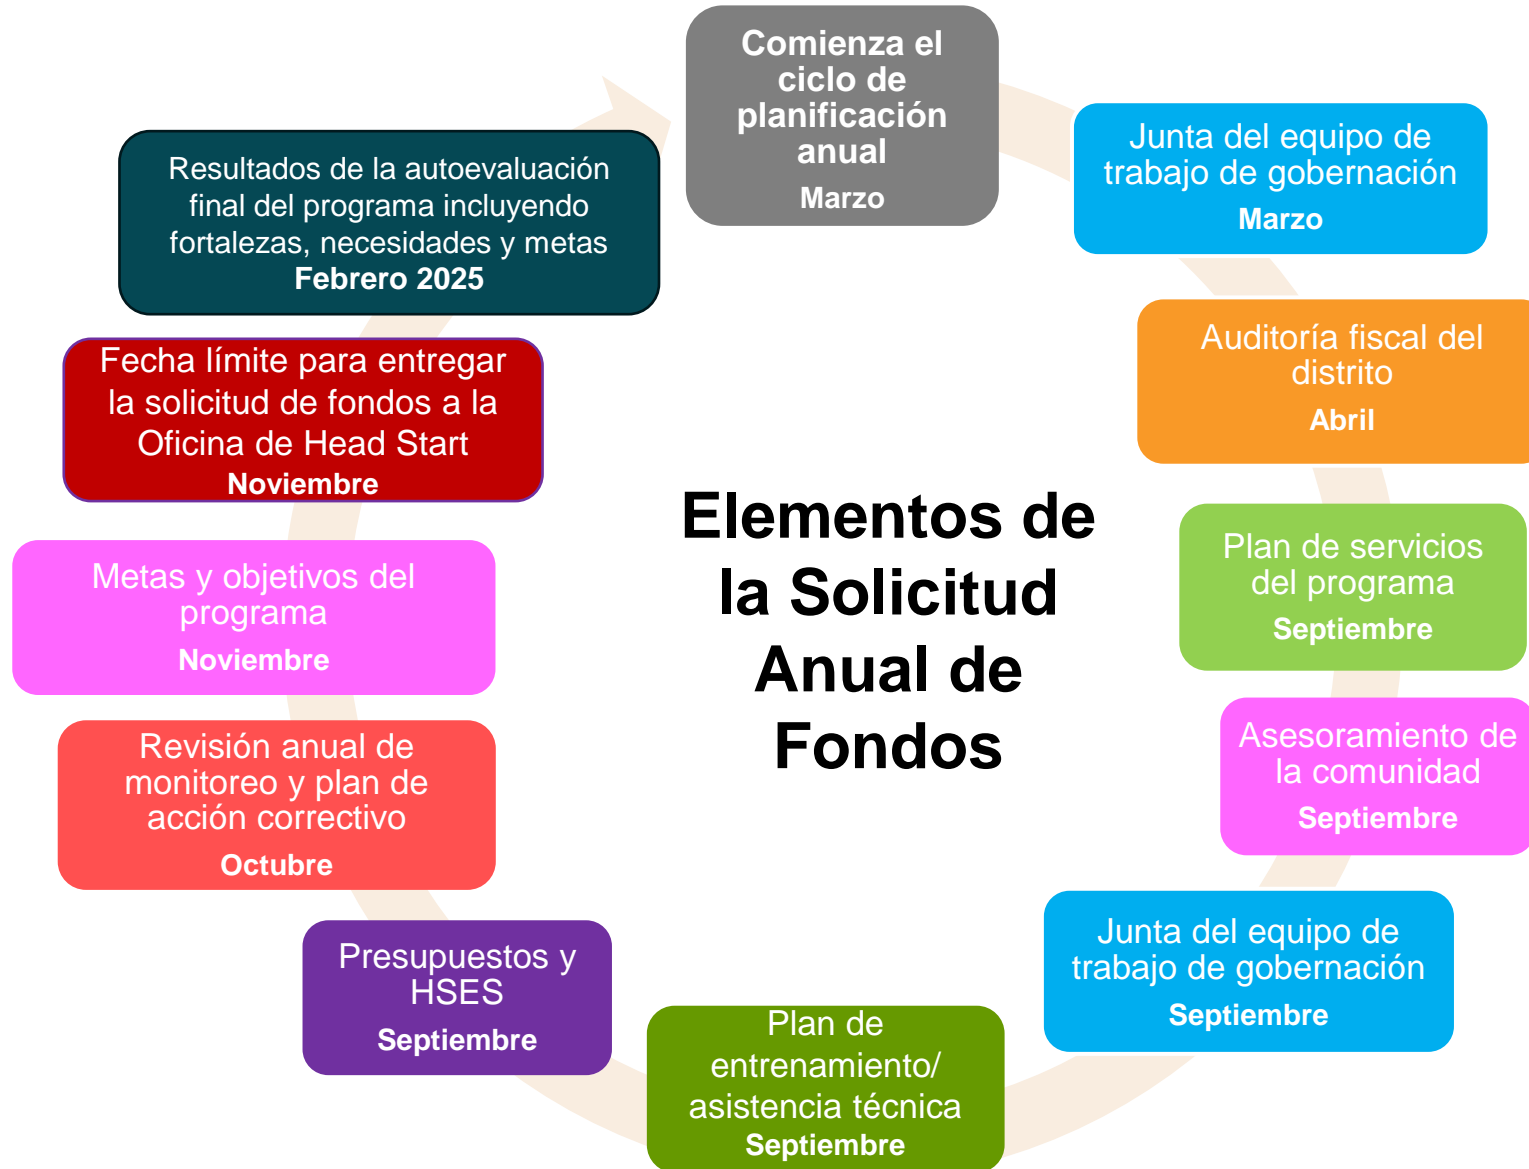 Comienza el
ciclo de
planificación
anual
Marzo
Junta del equipo de
trabajo de gobernación
Marzo
Auditoría fiscal del
distrito
Abril
Plan de servicios
del programa
Septiembre
Asesoramiento de
la comunidad
Septiembre
Junta del equipo de
trabajo de gobernación
Septiembre
Plan de
entrenamiento/
asistencia técnica
Septiembre
Presupuestos y
HSES
Septiembre
Revisión anual de
monitoreo y plan de
acción correctivo
Octubre
Metas y objetivos del
programa
Noviembre
Fecha límite para entregar
la solicitud de fondos a la
Oficina de Head Start
Noviembre
Resultados de la autoevaluación
final del programa incluyendo
fortalezas, necesidades y metas
Febrero 2025
Elementos de
la Solicitud
Anual de
Fondos